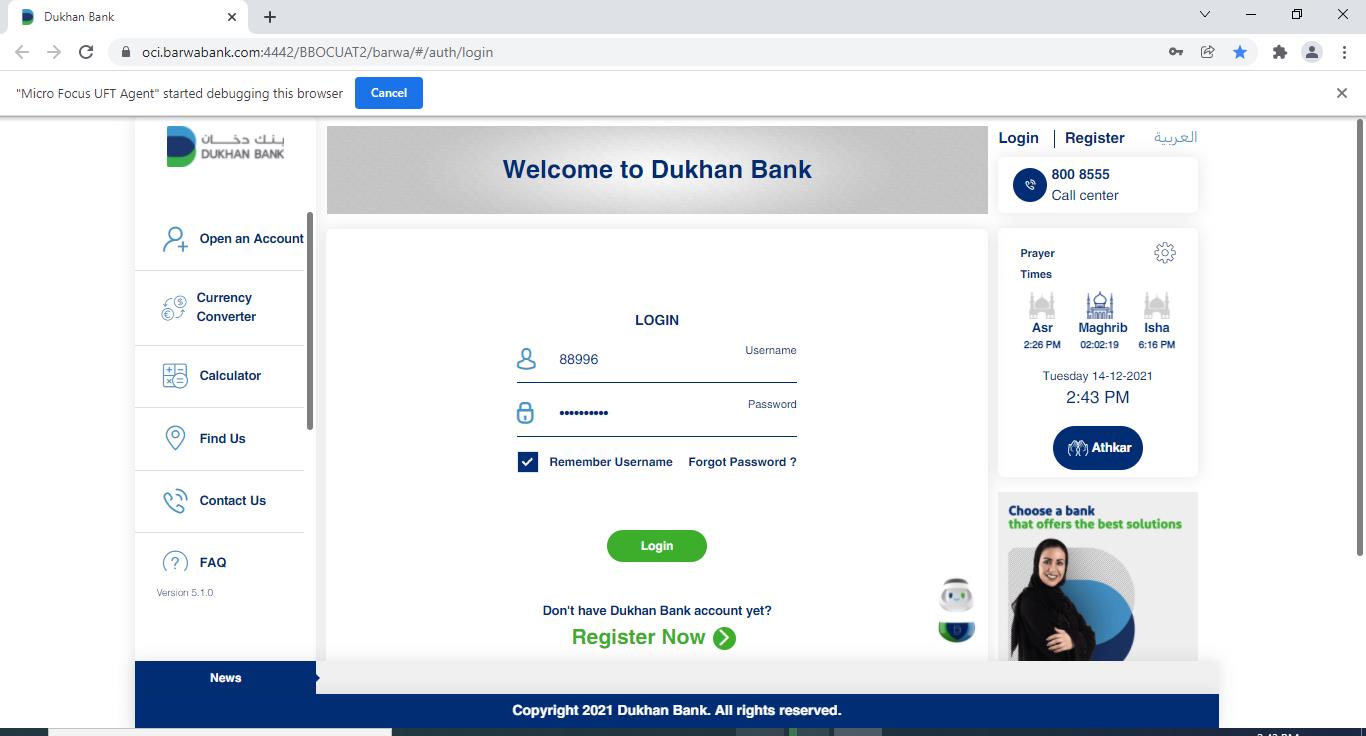 Dukhan Bank
oci.barwabank.com:4442/BBOCUAT2/barwa/#/auth/login
"Micro Focus UFT Agent" started debugging this browser
Cancel
بنك دخان
DUKHAN BANK
Welcome to Dukhan Bank
Login
Register
العربية
800 8555
Call center
Open an Account
Currency
Converter
Calculator
Find Us
Contact Us
FAQ
Version 5.1.0
LOGIN
Username
88996
Password
••••••••••
Remember Username
Forgot Password ?
Login
Don't have Dukhan Bank account yet?
Register Now
Prayer
Times
Asr Maghrib Isha
2:26 PM 02:02:19 6:16 PM
Tuesday 14-12-2021
2:43 PM
Athkar
Choose a bank
that offers the best solutions
News
Copyright 2021 Dukhan Bank. All rights reserved.